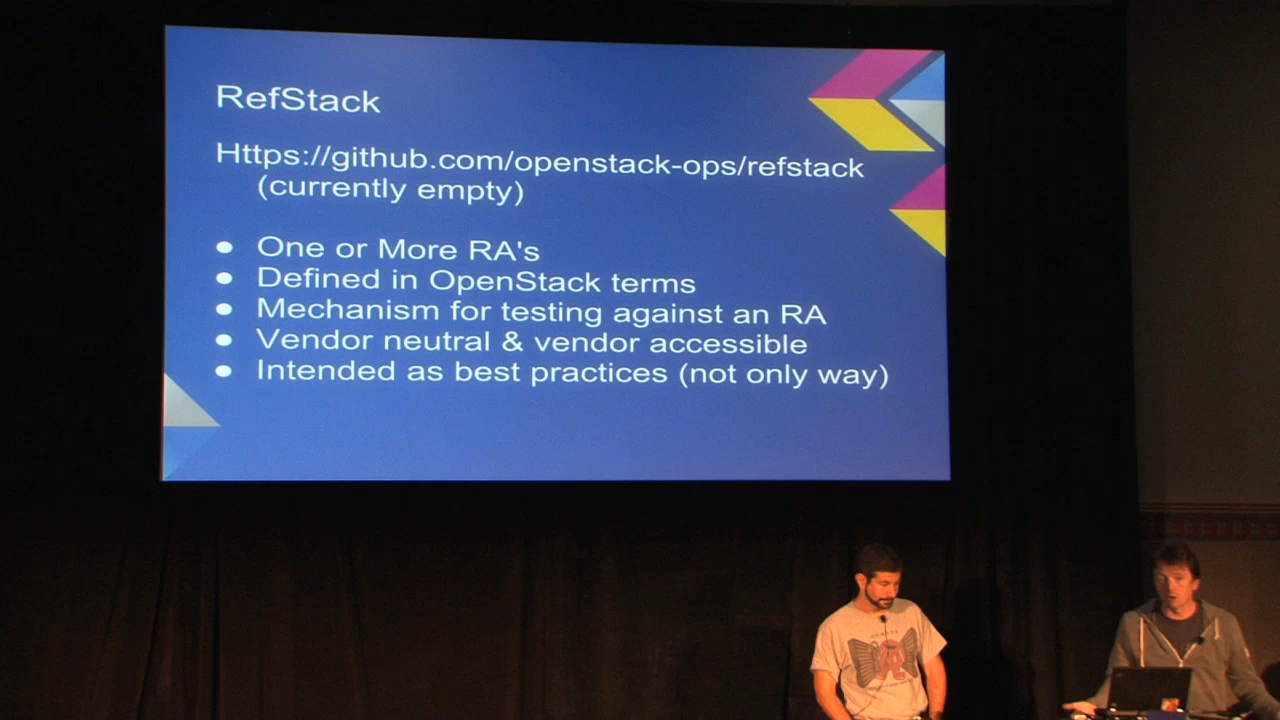 RefStack
Https://github.com/openstack-ops/refstack
(currently empty)
● One or More RA's
● Defined in OpenStack terms
● Mechanism for testing against an RA
● Vendor neutral & vendor accessible
● Intended as best practices (not only way)